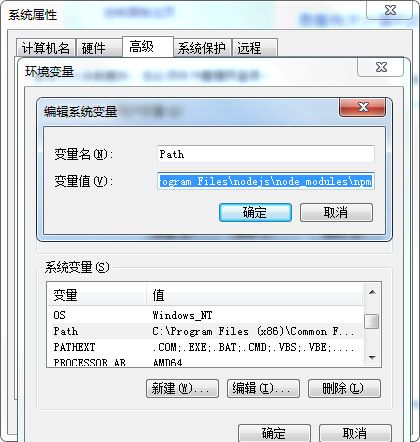 系统属性
计算机名 硬件 高级 系统保护 远程
环境变量
编辑系统变量
变量名(N): Path
变量值(V): rogram Files\nodejs\node_modules\npm
确定 取消
系统变量(S)
变量 值
OS Windows_NT
Path C:\Program Files (x86)\Common F...
PATHEXT .COM;.EXE;.BAT;.CMD;.VBS;.VBE;....
PROCESSOR_AR AMD64
新建(W)... 编辑(I)... 删除(L)
确定 取消